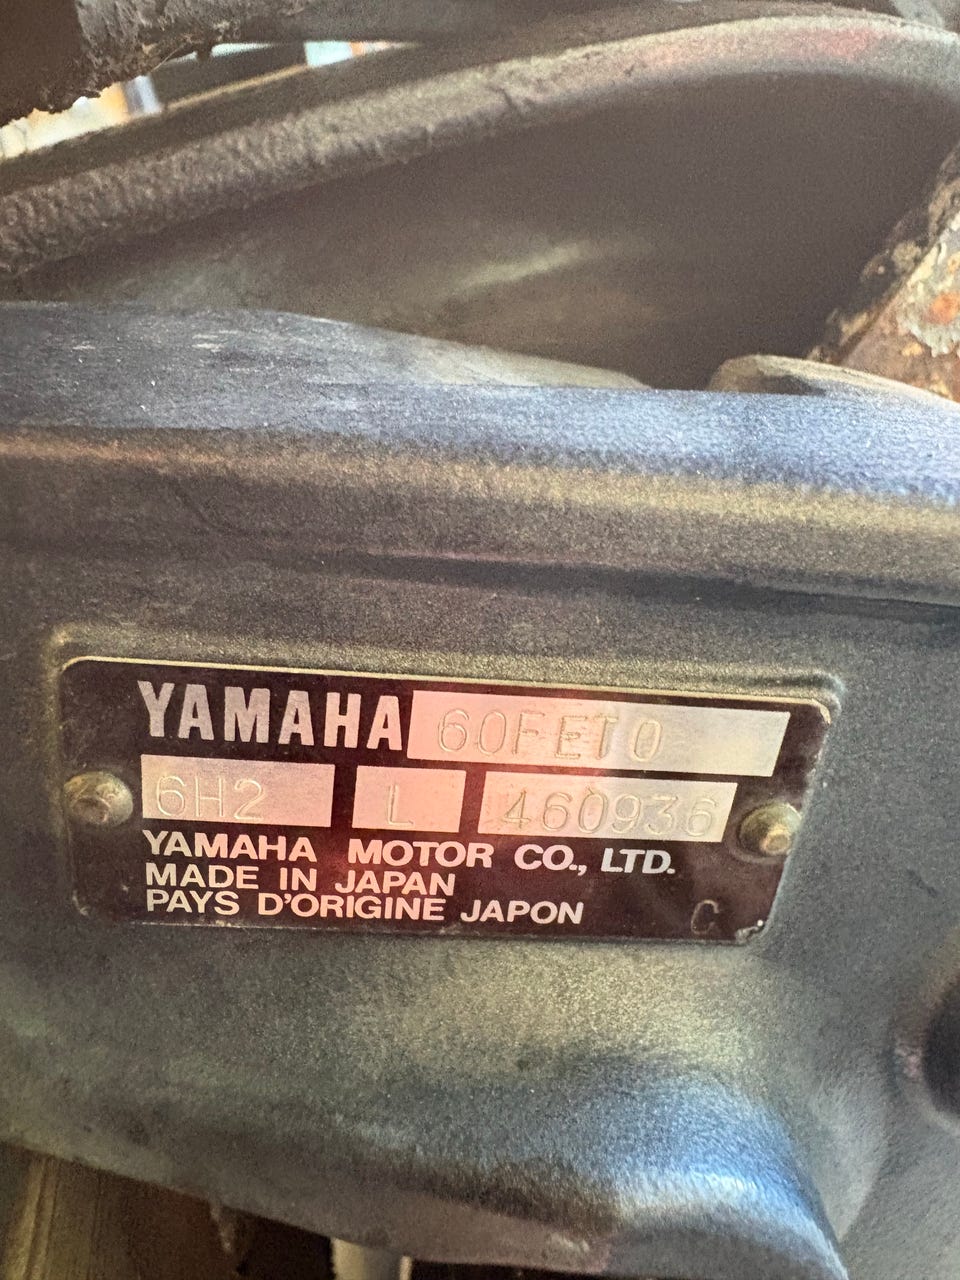 YAMAHA 60FETO
6H2 L 460936
YAMAHA MOTOR CO., LTD.
MADE IN JAPAN
PAYS D'ORIGINE JAPON C